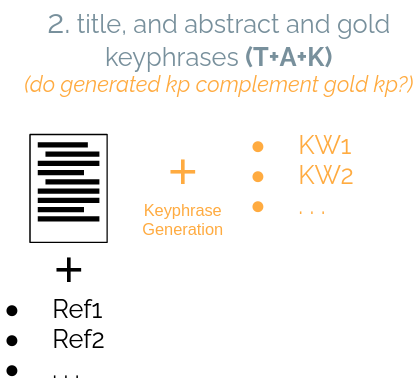 2. title, and abstract and gold
keyphrases (T+A+K)
(do generated kp complement gold kp?)
+
Keyphrase
Generation
● KW1
● KW2
● . . .
+
● Ref1
● Ref2
● . . .